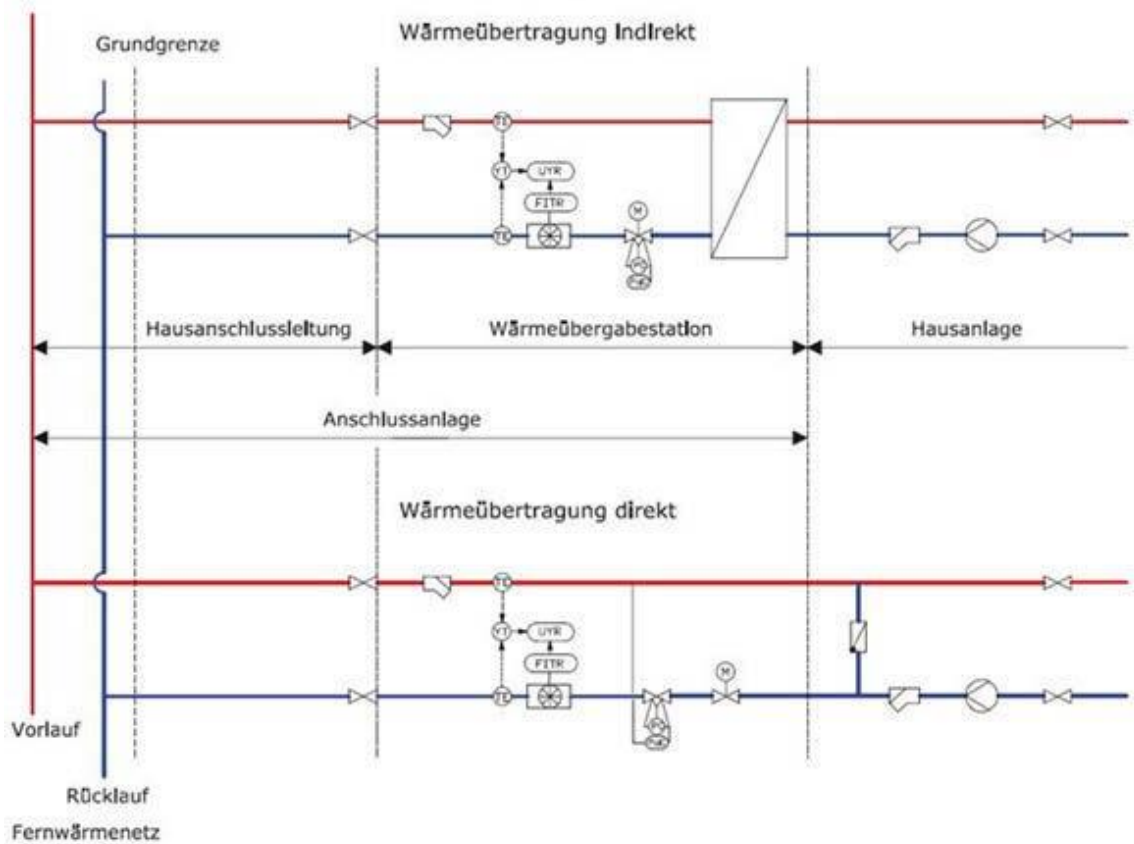 Wärmeübertragung Indirekt
Grundgrenze
TE
YT
UYR
FITR
M
TE
Hausanschlussleitung
Wärmeübergabestation
Hausanlage
Anschlussanlage
Wärmeübertragung direkt
TE
YT
UYR
FITR
M
TE
Vorlauf
Rücklauf
Fernwärmenetz